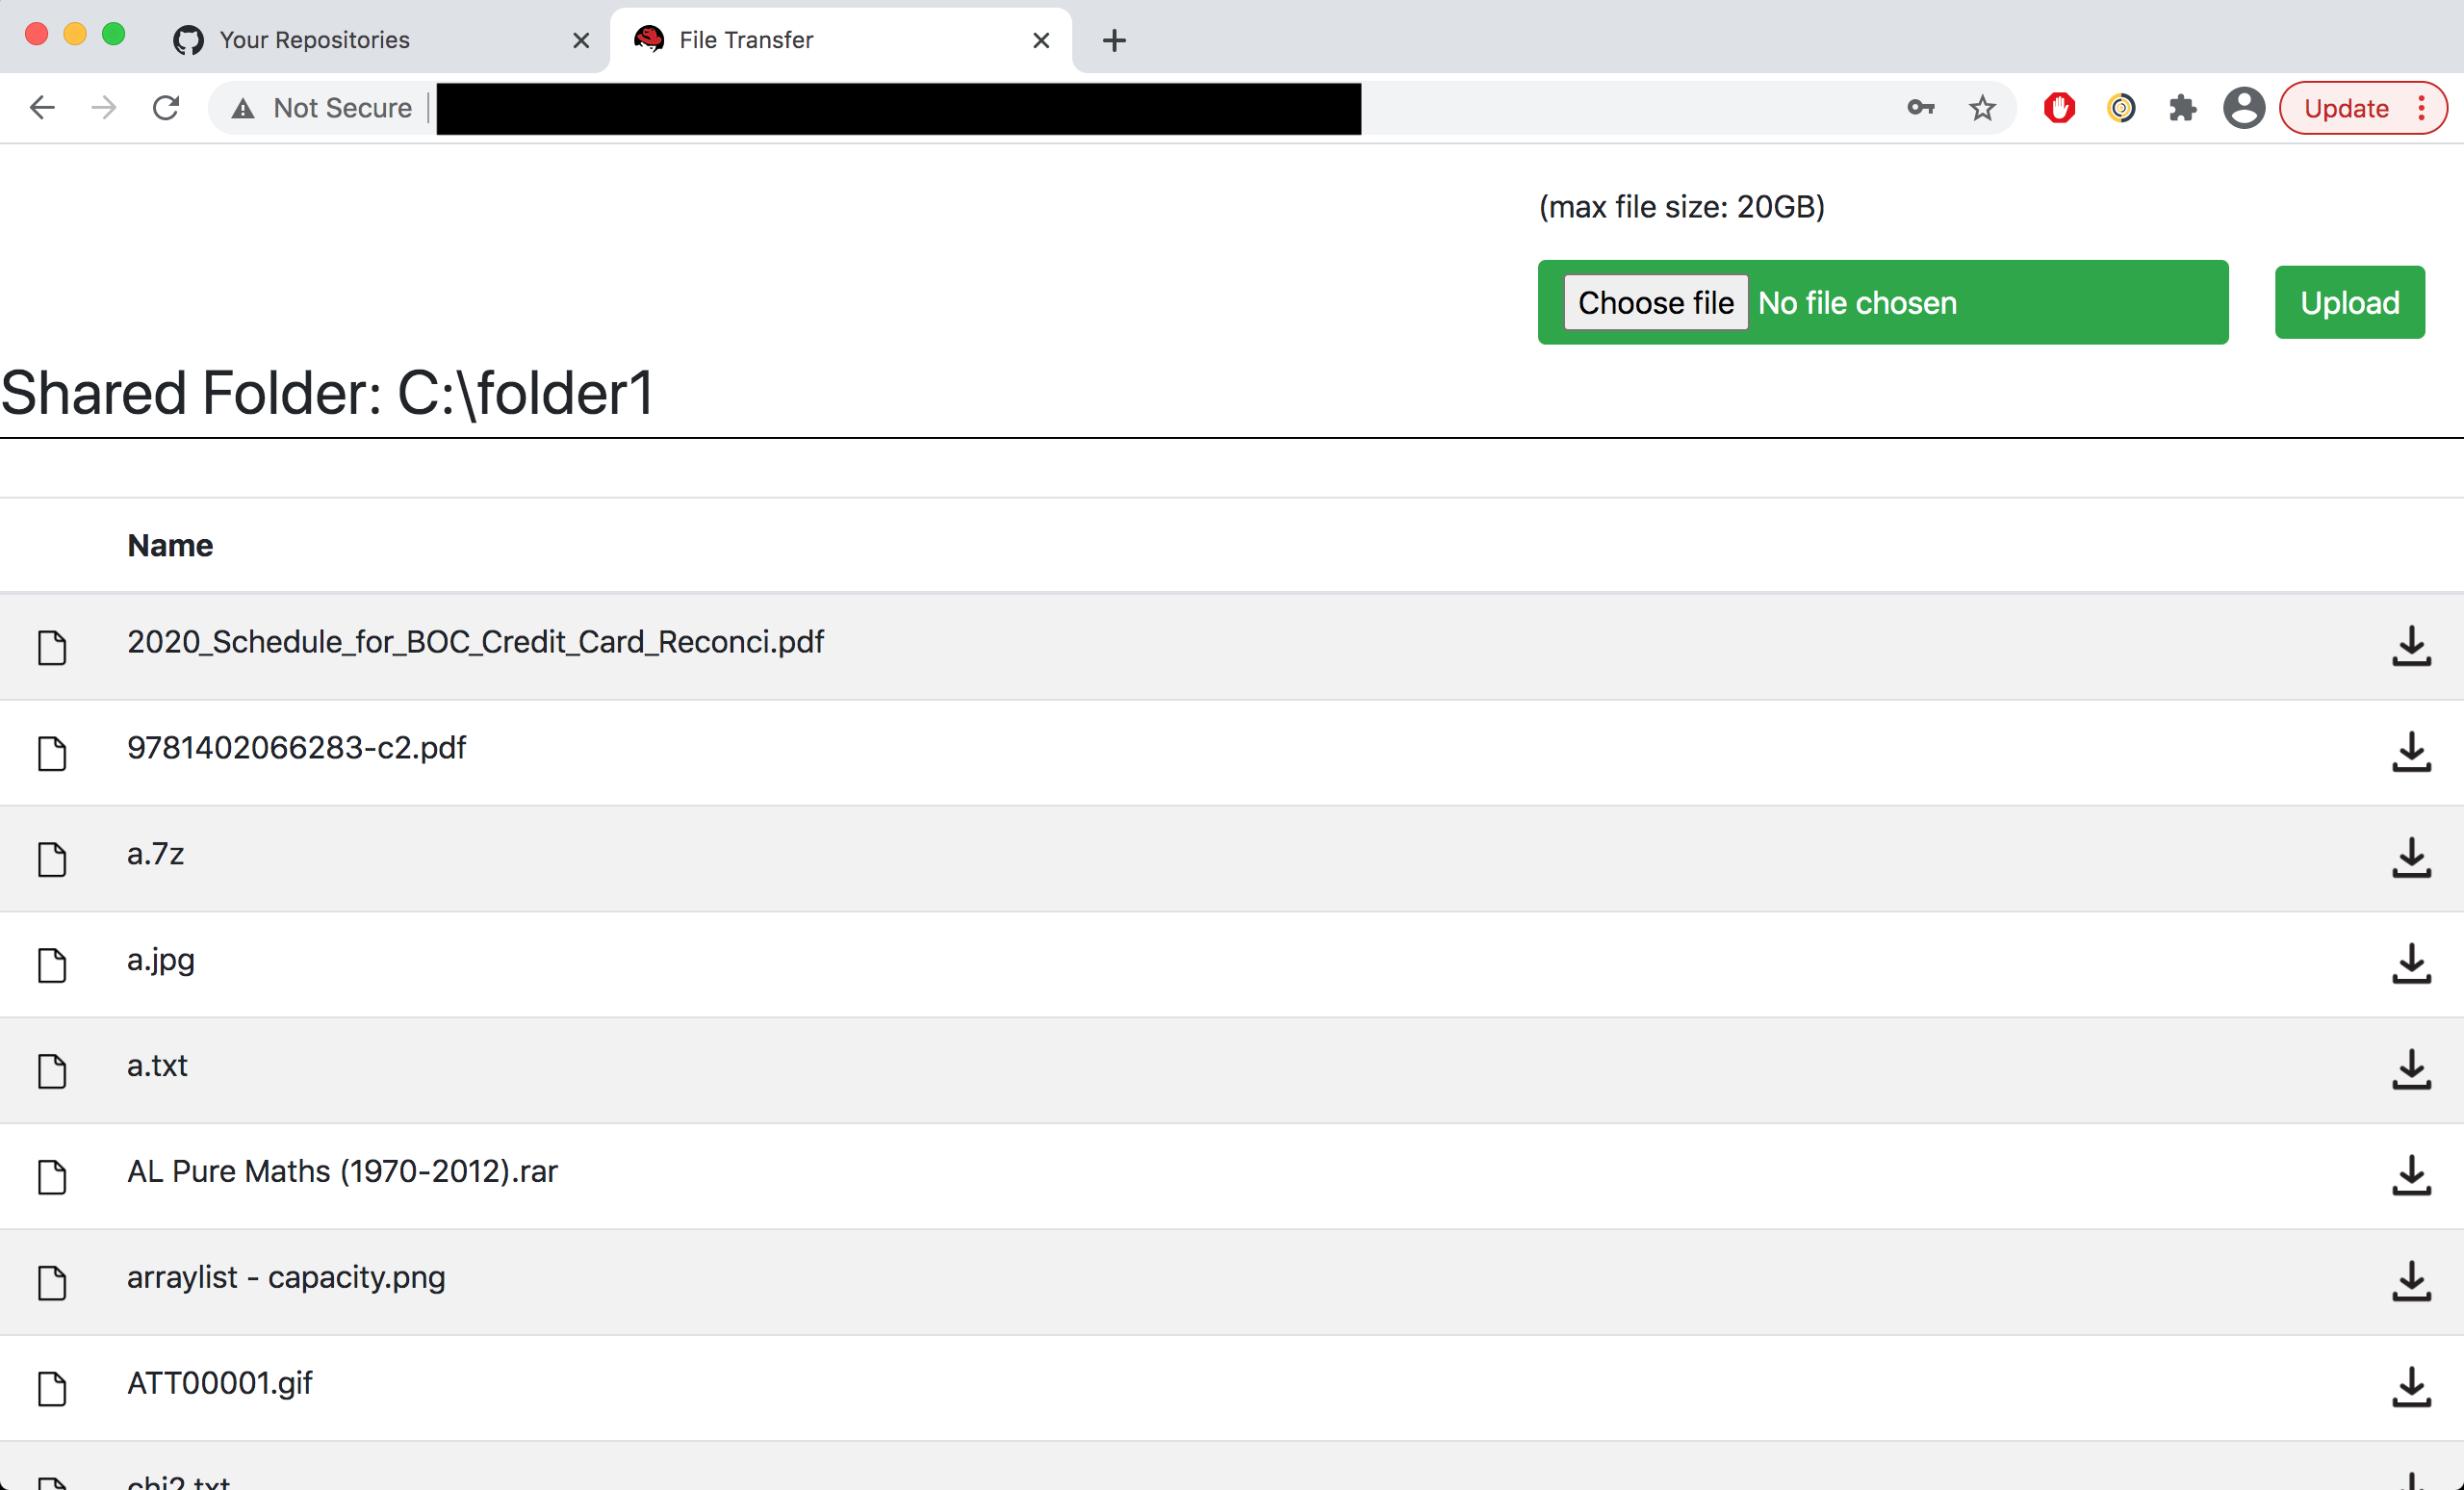 Your Repositories
File Transfer
Not Secure
Update
(max file size: 20GB)
Choose file No file chosen
Upload
Shared Folder: C:\folder1
Name
2020_Schedule_for_BOC_Credit_Card_Reconci.pdf
9781402066283-c2.pdf
a.7z
a.jpg
a.txt
AL Pure Maths (1970-2012).rar
arraylist - capacity.png
ATT00001.gif
chi2.txt